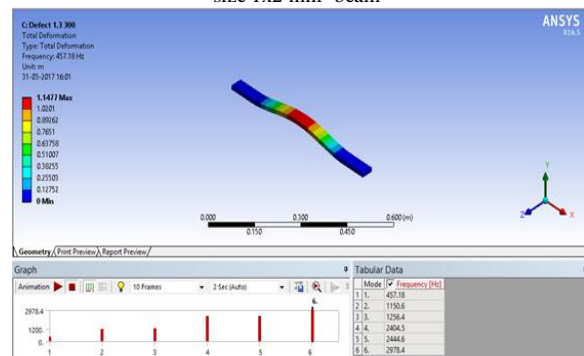 size 1x2 mm² beam
C: Defect 1.3 300
Total Deformation
Type: Total Deformation
Frequency: 457.18 Hz
Unit: m
31-03-2017 16:01
1.1477 Max
1.0201
0.89262
0.7651
0.63758
0.51007
0.38255
0.25503
0.12752
0 Min
ANSYS
R14.5
0.000
0.300
0.600 (m)
0.150
0.450
Y
Z
X
Geometry / Print Preview / Report Preview /
Graph
Animation
10 Frames
2 Sec (Auto)
6.
2978.4
1200.
0.
1
2
3
4
5
6
Tabular Data
Mode Frequency [Hz]
1 1. 457.18
2 2. 1150.6
3 3. 1256.4
4 4. 2404.5
5 5. 2444.6
6 6. 2978.4